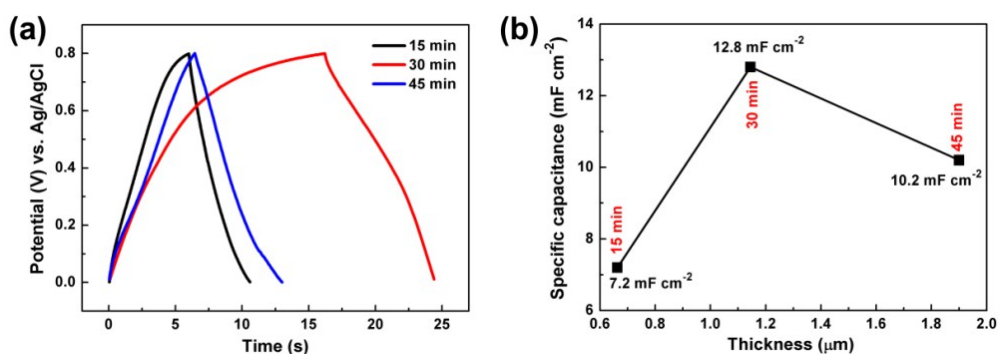 (a)
Potential (V) vs. Ag/AgCl
0.8
0.6
0.4
0.2
0.0
15 min
30 min
45 min
0
5
10
15
20
25
Time (s)
(b)
Specific capacitance (mF cm⁻²)
14
12
10
8
6
12.8 mF cm⁻²
30 min
45 min
10.2 mF cm⁻²
15 min
7.2 mF cm⁻²
0.6
0.8
1.0
1.2
1.4
1.6
1.8
2.0
Thickness (μm)